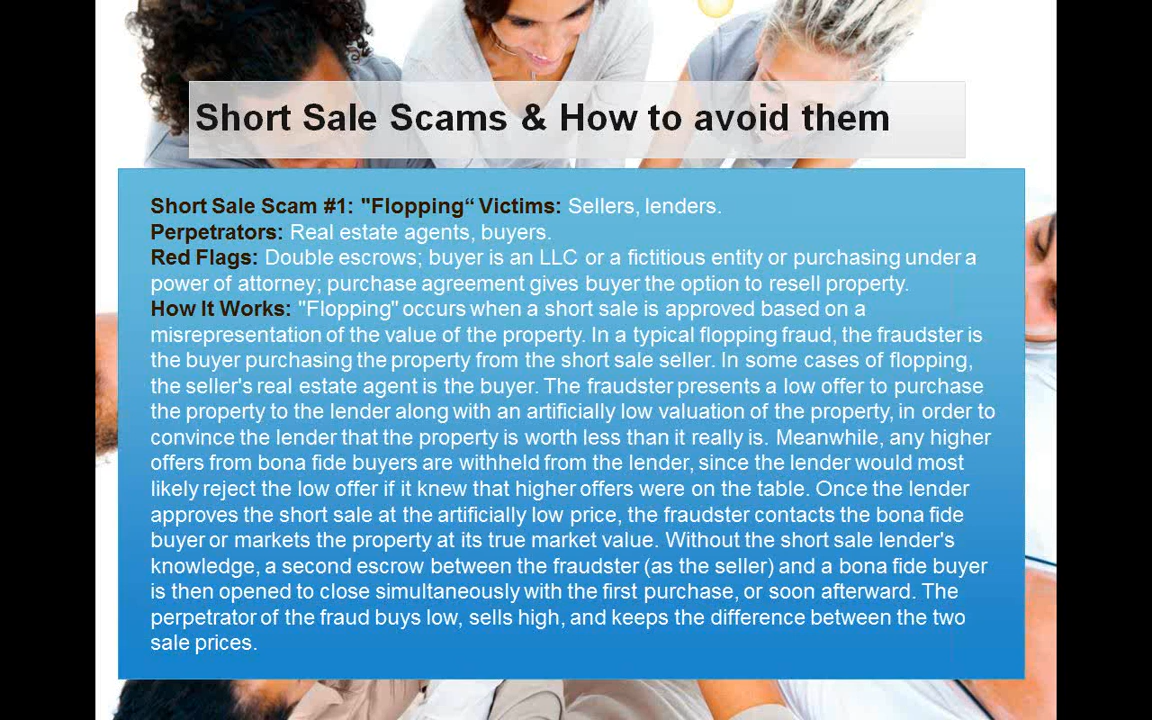 Short Sale Scams & How to avoid them
Short Sale Scam #1: "Flopping“ Victims: Sellers, lenders.
Perpetrators: Real estate agents, buyers.
Red Flags: Double escrows; buyer is an LLC or a fictitious entity or purchasing under a
power of attorney; purchase agreement gives buyer the option to resell property.
How It Works: "Flopping" occurs when a short sale is approved based on a
misrepresentation of the value of the property. In a typical flopping fraud, the fraudster is
the buyer purchasing the property from the short sale seller. In some cases of flopping,
the seller's real estate agent is the buyer. The fraudster presents a low offer to purchase
the property to the lender along with an artificially low valuation of the property, in order to
convince the lender that the property is worth less than it really is. Meanwhile, any higher
offers from bona fide buyers are withheld from the lender, since the lender would most
likely reject the low offer if it knew that higher offers were on the table. Once the lender
approves the short sale at the artificially low price, the fraudster contacts the bona fide
buyer or markets the property at its true market value. Without the short sale lender's
knowledge, a second escrow between the fraudster (as the seller) and a bona fide buyer
is then opened to close simultaneously with the first purchase, or soon afterward. The
perpetrator of the fraud buys low, sells high, and keeps the difference between the two
sale prices.